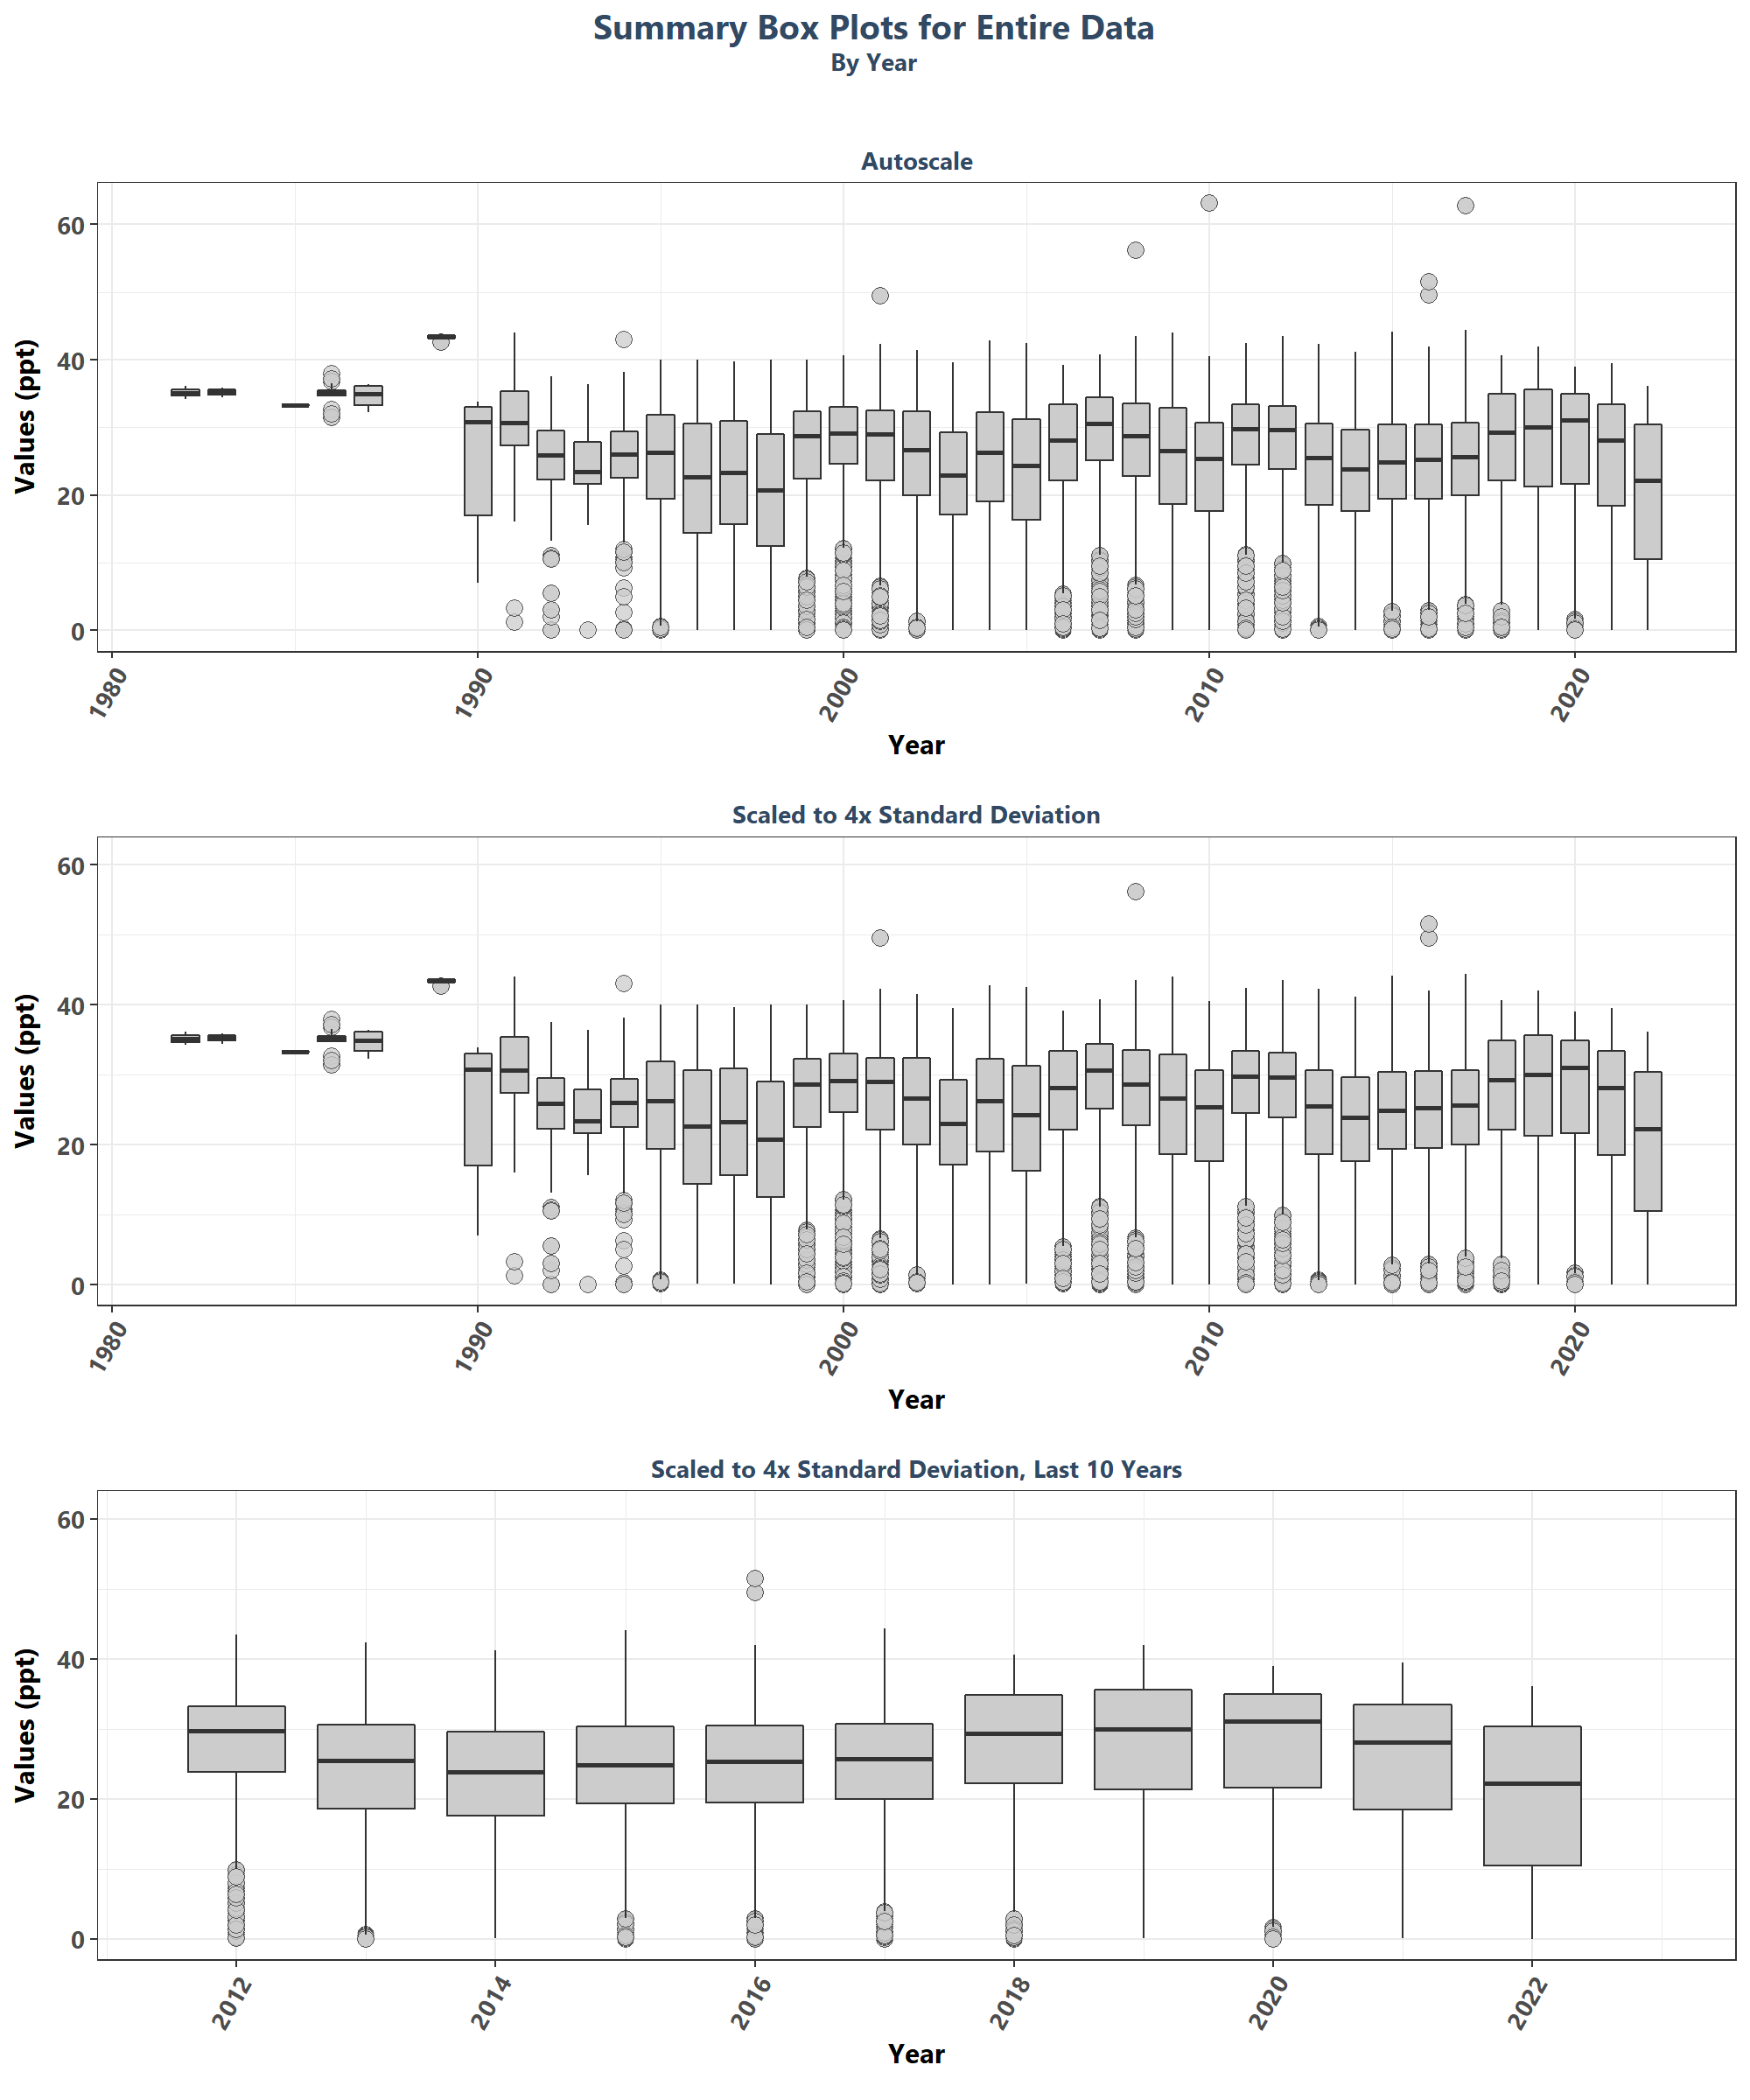 Summary Box Plots for Entire Data
By Year
Autoscale
Values (ppt)
60
40
20
0
1980
1990
2000
2010
2020
Year
Scaled to 4x Standard Deviation
Values (ppt)
60
40
20
0
1980
1990
2000
2010
2020
Year
Scaled to 4x Standard Deviation, Last 10 Years
Values (ppt)
60
40
20
0
2012
2014
2016
2018
2020
2022
Year